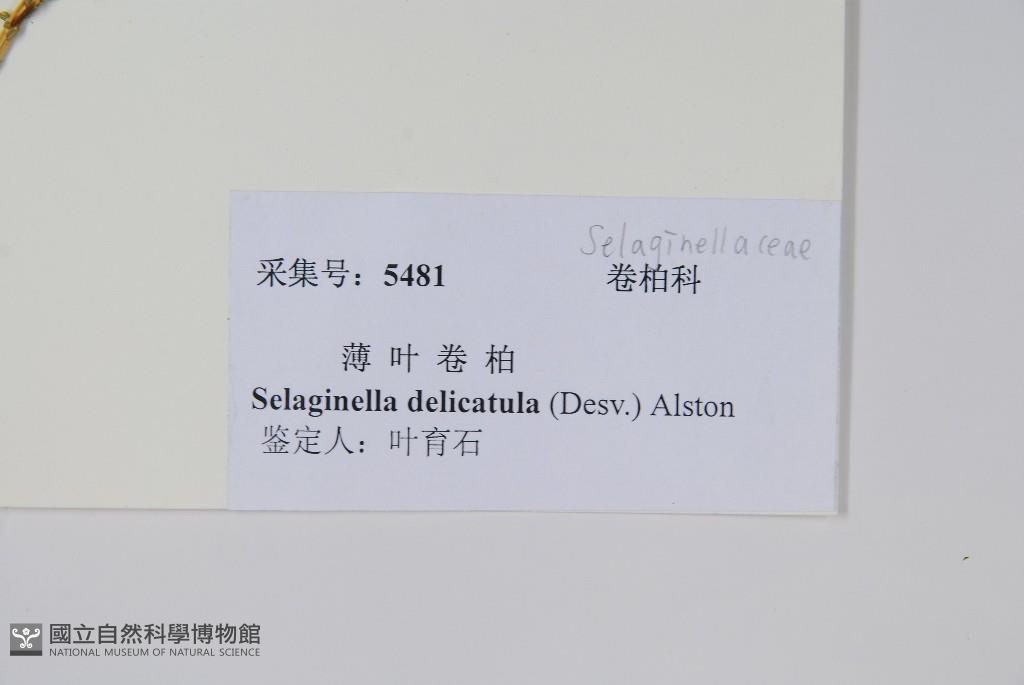 Selaginellaceae
采集号：5481 卷柏科
薄叶卷柏
Selaginella delicatula (Desv.) Alston
鉴定人：叶育石
國立自然科學博物館
NATIONAL MUSEUM OF NATURAL SCIENCE